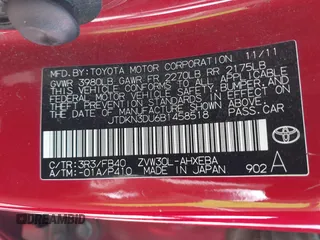 MFD. BY: TOYOTA MOTOR CORPORATION 11/11
GVWR 3980LB GAWR FR 2270LB RR 2175LB
THIS VEHICLE CONFORMS TO ALL APPLICABLE
FEDERAL MOTOR VEHICLE SAFETY, BUMPER, AND
THEFT PREVENTION STANDARDS IN EFFECT ON THE DATE
OF MANUFACTURE SHOWN ABOVE.
JTDKN3DU6B1458518 PASS.CAR
C/TR: 3R3/FB40 ZVW30L-AHXEBA
A/TM: -01A/P410 MADE IN JAPAN 902 A
TOYOTA
DREAMBID